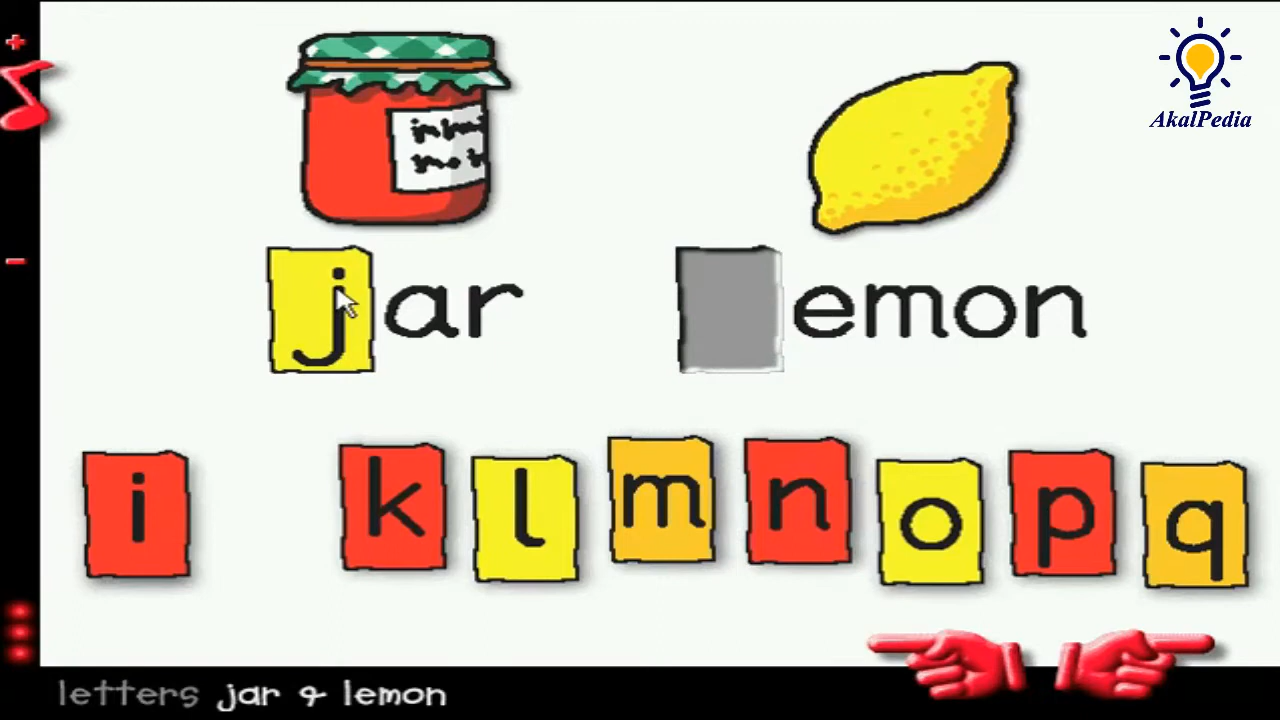 AkalPedia
jar emon
i k l m n o p q
letters jar & lemon